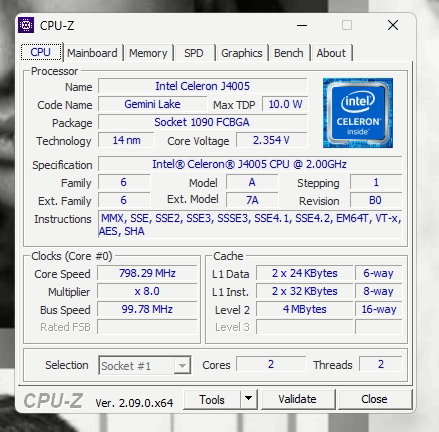 CPU-Z
CPU Mainboard Memory SPD Graphics Bench About
Processor
Name Intel Celeron J4005
Code Name Gemini Lake Max TDP 10.0 W
Package Socket 1090 FCBGA
Technology 14 nm Core Voltage 2.354 V
intel
CELERON
inside™
Specification Intel® Celeron® J4005 CPU @ 2.00GHz
Family 6 Model A Stepping 1
Ext. Family 6 Ext. Model 7A Revision B0
Instructions MMX, SSE, SSE2, SSE3, SSSE3, SSE4.1, SSE4.2, EM64T, VT-x,
AES, SHA
Clocks (Core #0)
Core Speed 798.29 MHz
Multiplier x 8.0
Bus Speed 99.78 MHz
Rated FSB
Cache
L1 Data 2 x 24 KBytes 6-way
L1 Inst. 2 x 32 KBytes 8-way
Level 2 4 MBytes 16-way
Level 3
Selection Socket #1 Cores 2 Threads 2
CPU-Z Ver. 2.09.0.x64 Tools Validate Close